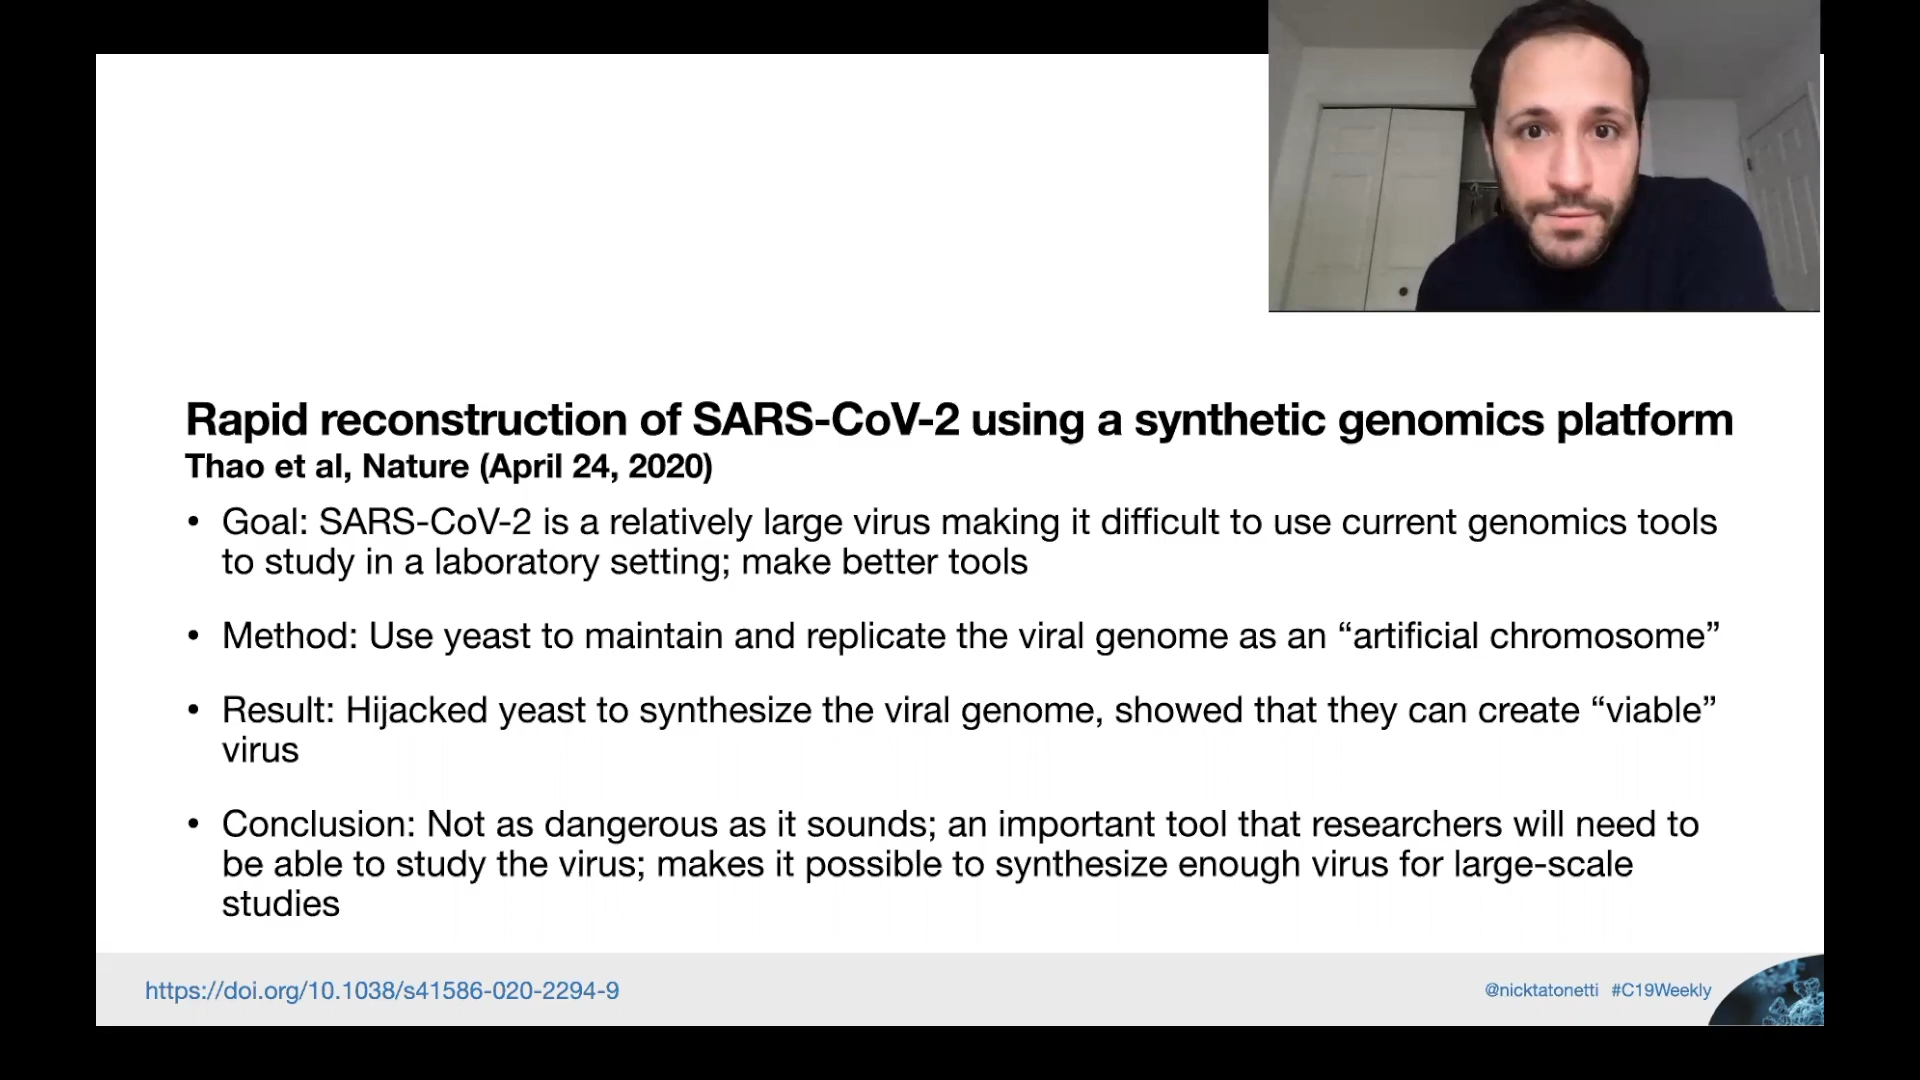 Rapid reconstruction of SARS-CoV-2 using a synthetic genomics platform
Thao et al, Nature (April 24, 2020)
• Goal: SARS-CoV-2 is a relatively large virus making it difficult to use current genomics tools
to study in a laboratory setting; make better tools
• Method: Use yeast to maintain and replicate the viral genome as an “artificial chromosome”
• Result: Hijacked yeast to synthesize the viral genome, showed that they can create “viable”
virus
• Conclusion: Not as dangerous as it sounds; an important tool that researchers will need to
be able to study the virus; makes it possible to synthesize enough virus for large-scale
studies
https://doi.org/10.1038/s41586-020-2294-9
@nicktatonetti #C19Weekly